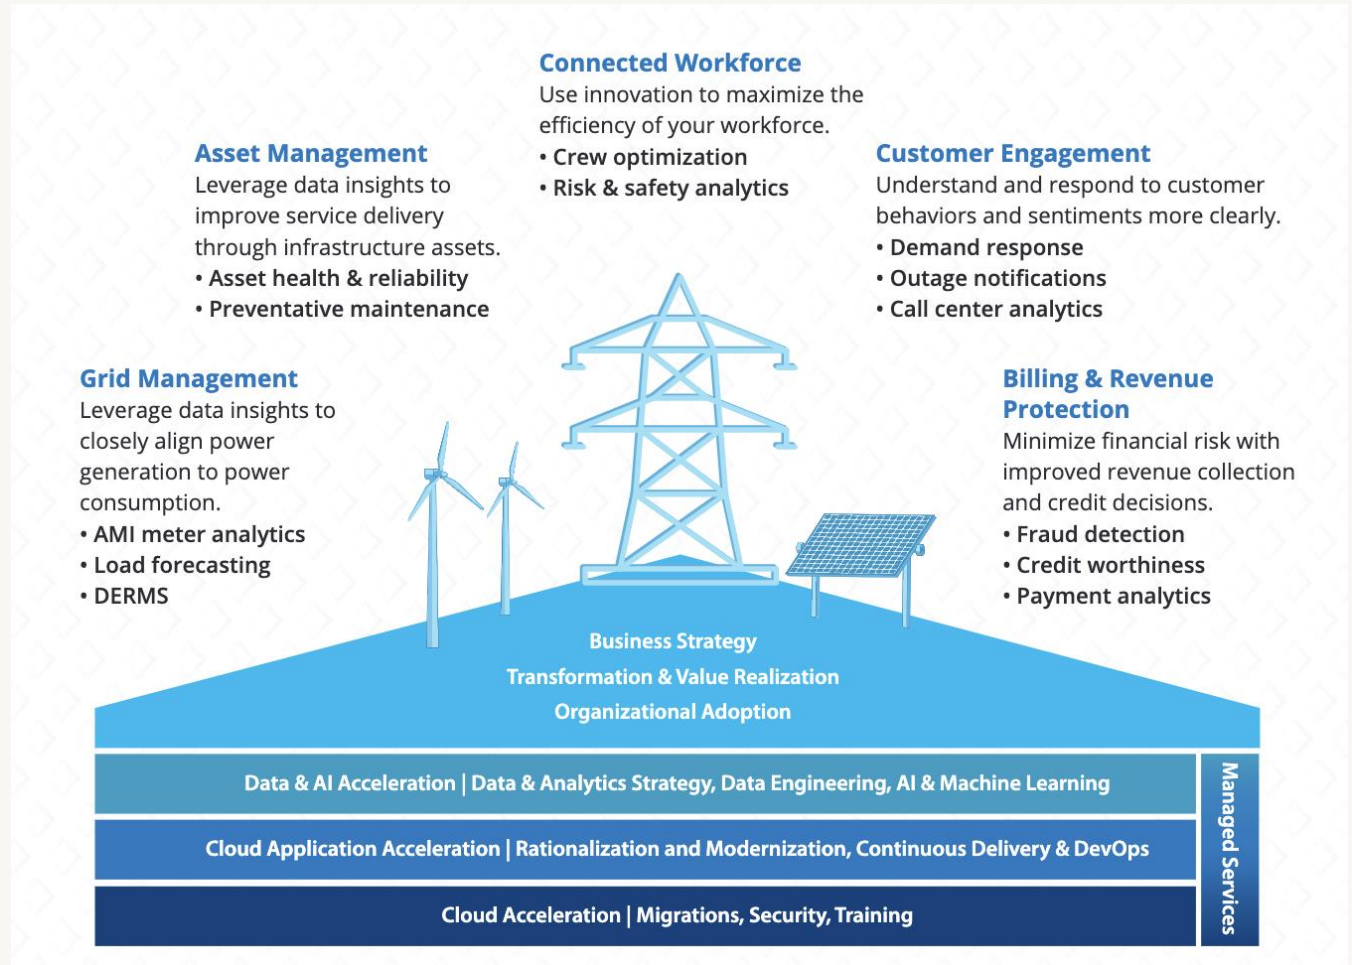 Connected Workforce
Use innovation to maximize the
efficiency of your workforce.
• Crew optimization
• Risk & safety analytics
Asset Management
Leverage data insights to
improve service delivery
through infrastructure assets.
• Asset health & reliability
• Preventative maintenance
Customer Engagement
Understand and respond to customer
behaviors and sentiments more clearly.
• Demand response
• Outage notifications
• Call center analytics
Grid Management
Leverage data insights to
closely align power
generation to power
consumption.
• AMI meter analytics
• Load forecasting
• DERMS
Billing & Revenue
Protection
Minimize financial risk with
improved revenue collection
and credit decisions.
• Fraud detection
• Credit worthiness
• Payment analytics
Business Strategy
Transformation & Value Realization
Organizational Adoption
Data & AI Acceleration | Data & Analytics Strategy, Data Engineering, AI & Machine Learning
Cloud Application Acceleration | Rationalization and Modernization, Continuous Delivery & DevOps
Cloud Acceleration | Migrations, Security, Training
Managed Services